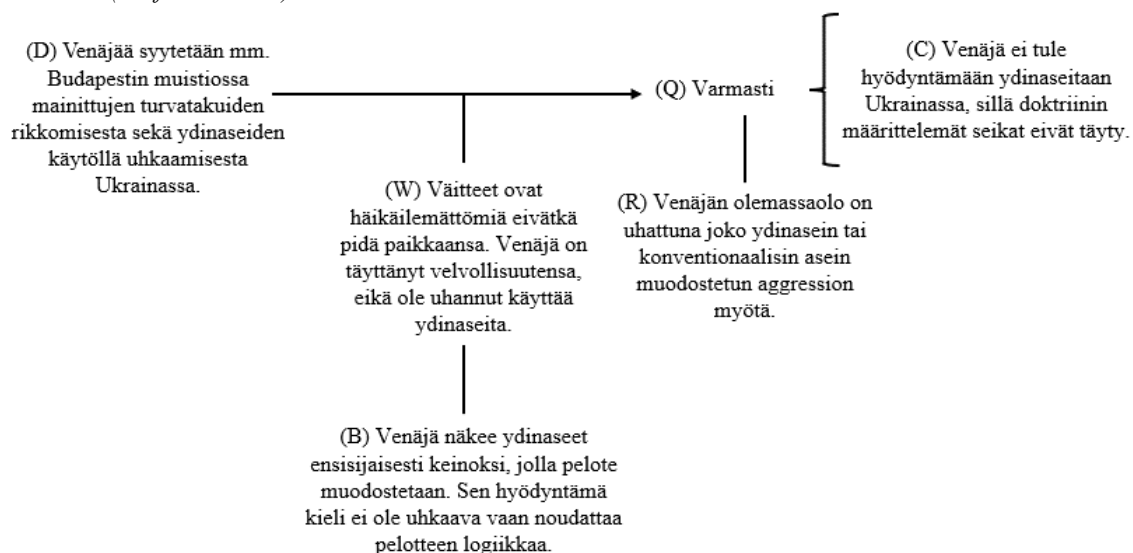 (D) Venäjää syytetään mm.
Budapestin muistiossa
mainittujen turvatakuiden
rikkomisesta sekä ydinaseiden
käytöllä uhkaamisesta
Ukrainassa.
(Q) Varmasti
(C) Venäjä ei tule
hyödyntämään ydinaseitaan
Ukrainassa, sillä doktriinin
määrittelemät seikat eivät täyty.
(W) Väitteet ovat
häikäilemättömiä eivätkä
pidä paikkaansa. Venäjä on
täyttänyt velvollisuutensa,
eikä ole uhannut käyttää
ydinaseita.
(R) Venäjän olemassaolo on
uhattuna joko ydinasein tai
konventionaalisin asein
muodostetun aggression
myötä.
(B) Venäjä näkee ydinaseet
ensisijaisesti keinoksi, jolla pelote
muodostetaan. Sen hyödyntämä
kieli ei ole uhkaava vaan noudattaa
pelotteen logiikkaa.